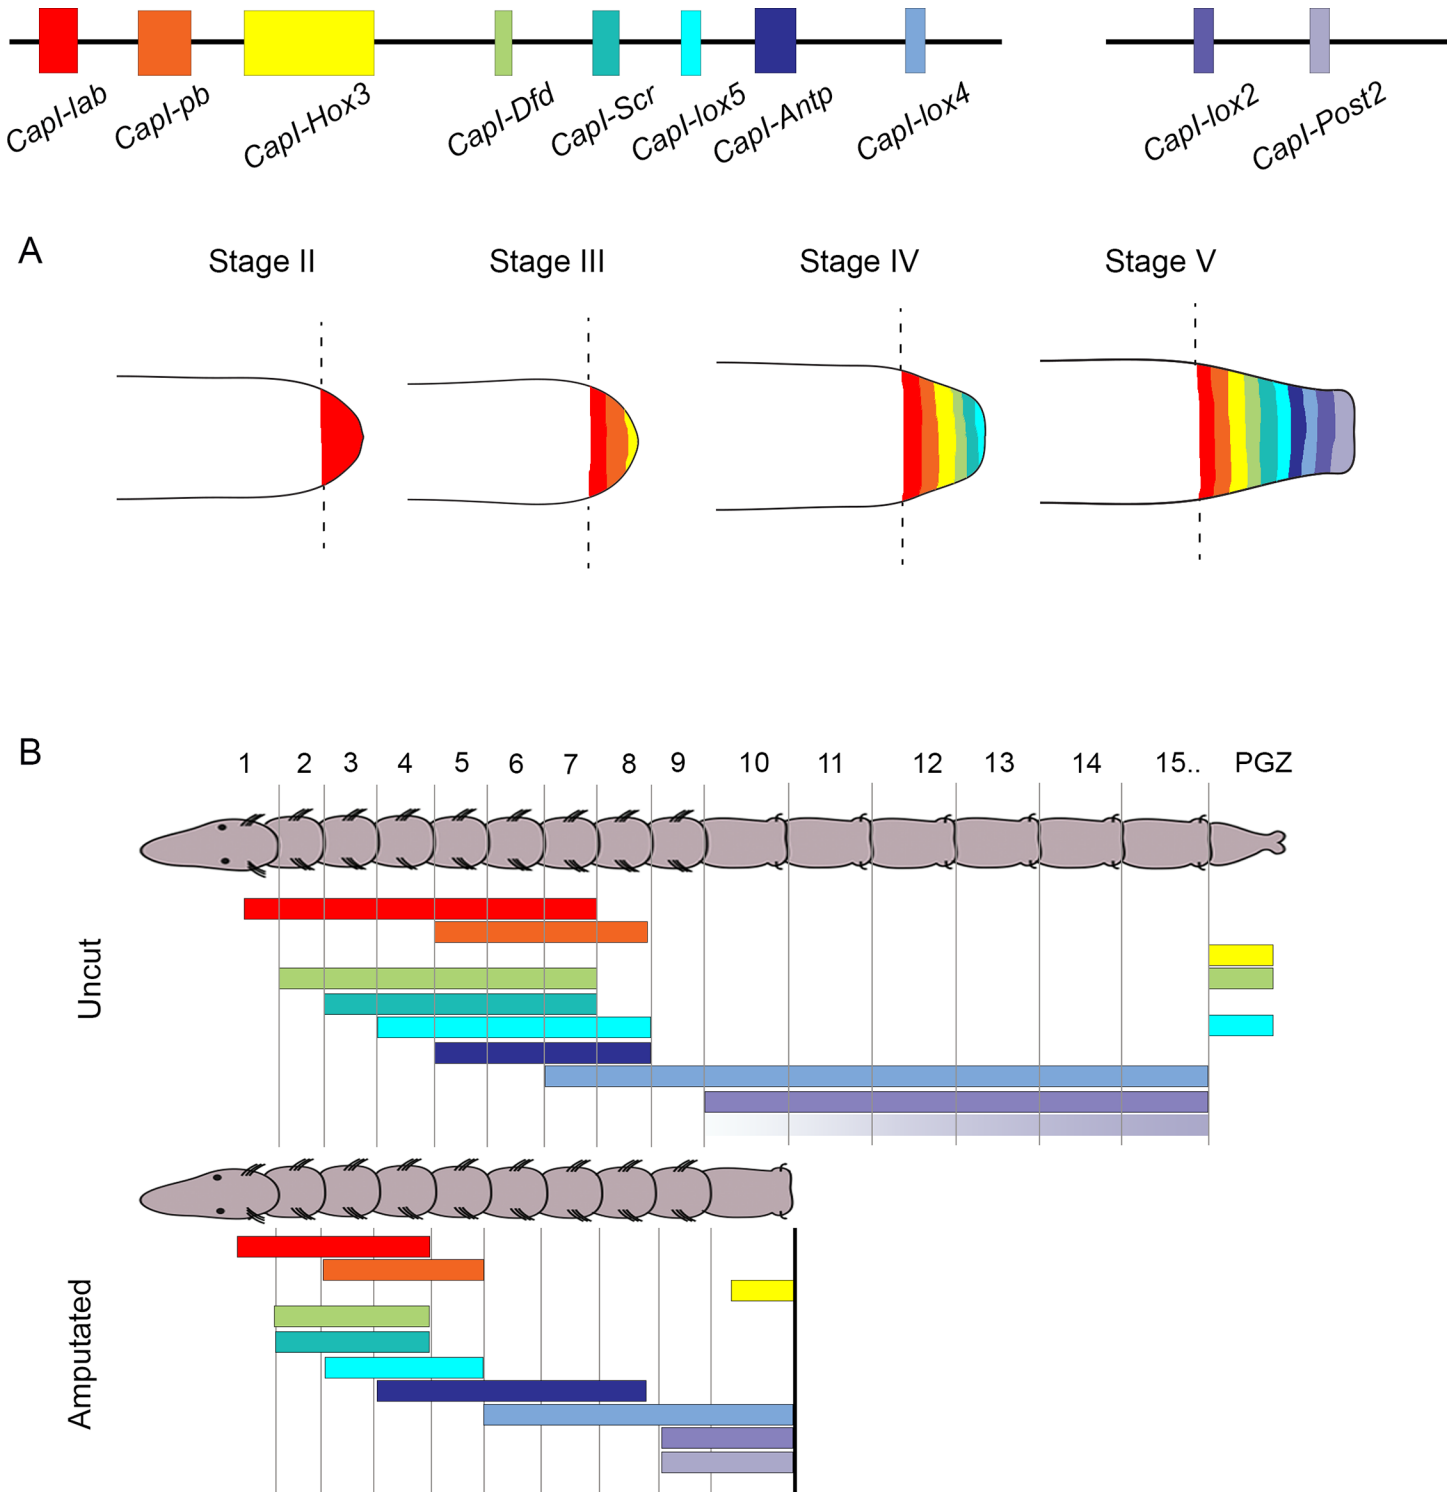 CapI-lab CapI-pb CapI-Hox3 CapI-Dfd CapI-Scr CapI-lox5 CapI-Antp CapI-lox4 CapI-lox2 CapI-Post2
A
Stage II Stage III Stage IV Stage V
B
1 2 3 4 5 6 7 8 9 10 11 12 13 14 15.. PGZ
Uncut
Amputated